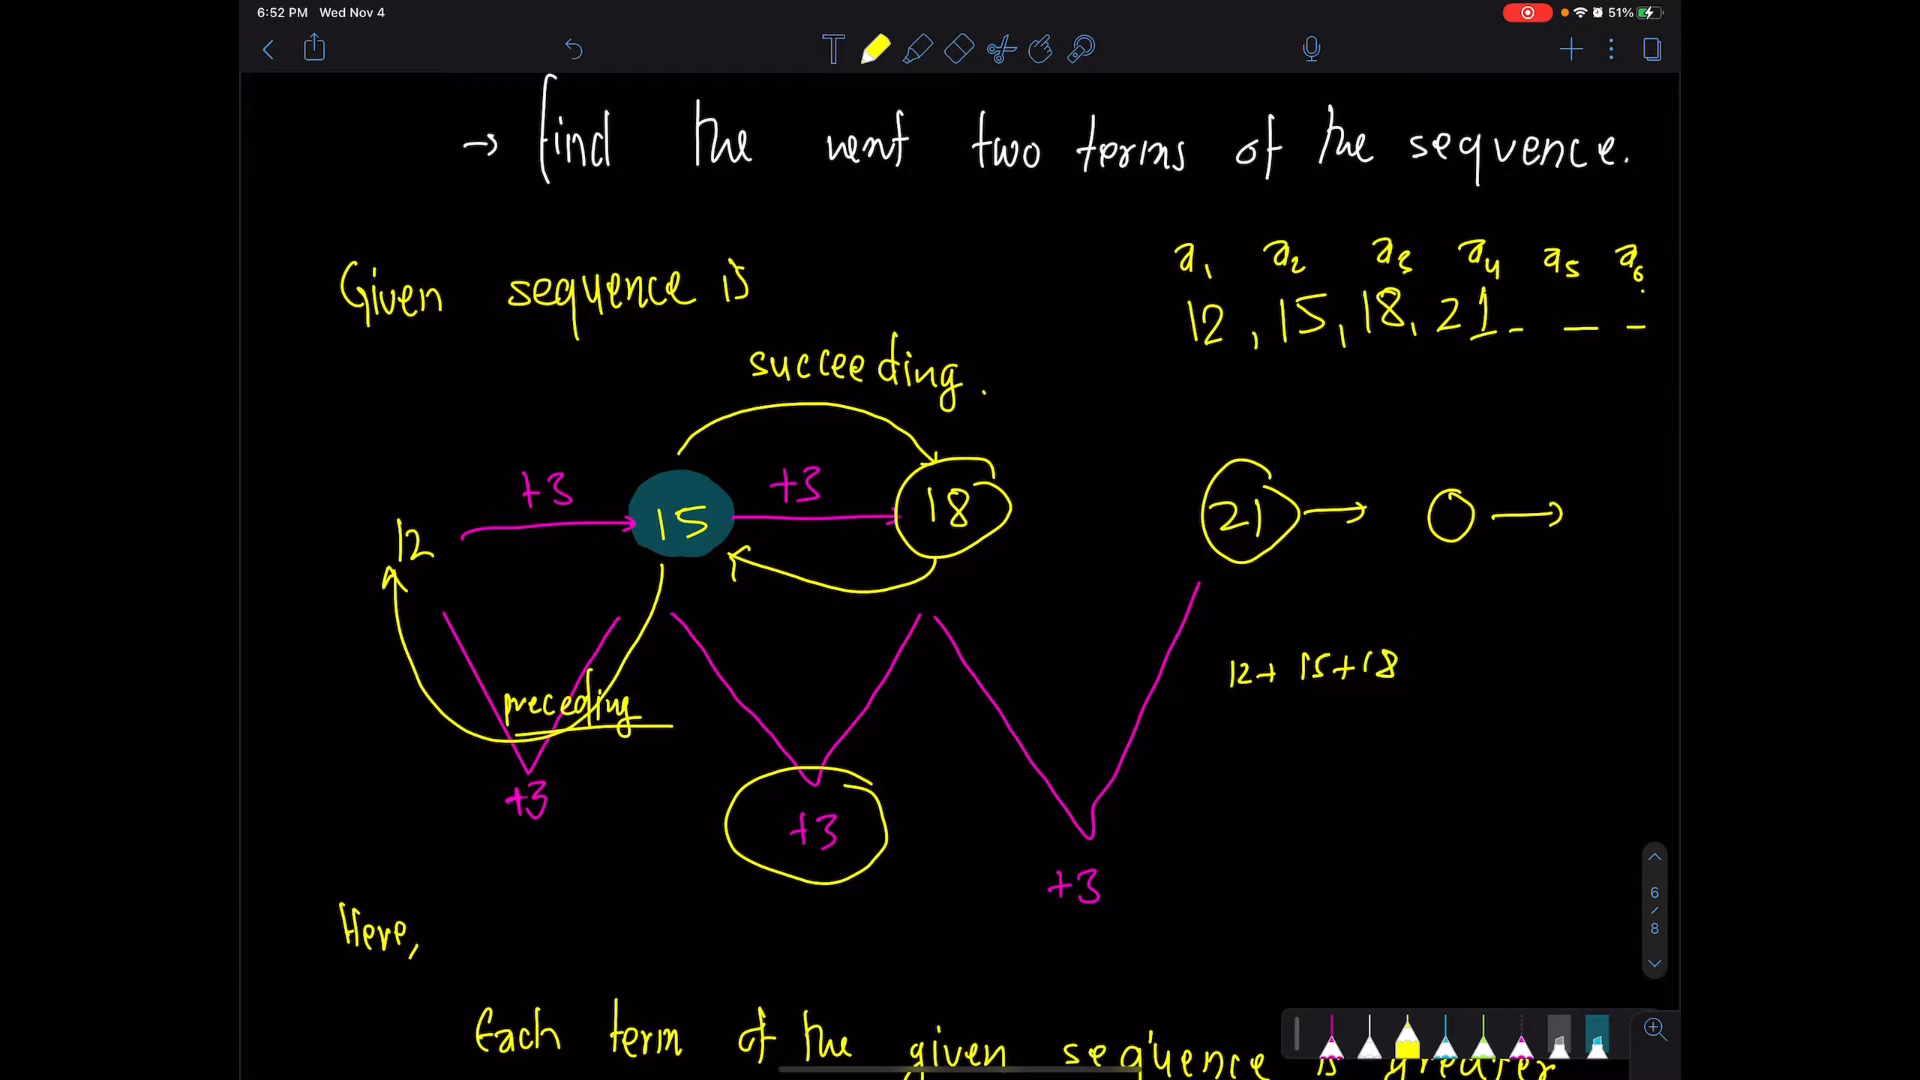 6:52 PM Wed Nov 4
51%
→ find the next two terms of the sequence.
Given sequence is
a1 a2 a3 a4 a5 a6
12, 15, 18, 21 - - -
succeeding.
+3 +3
12 15 18 21 → O →
12+ 15+18
preceding
+3
+3
+3
6 / 8
Here,
Each term of the given sequence is greater